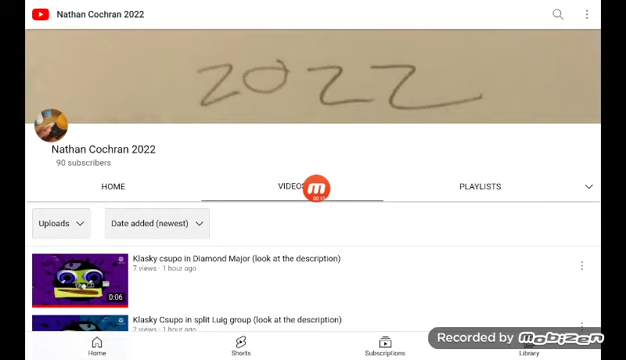 Nathan Cochran 2022
2022
Nathan Cochran 2022
90 subscribers
HOME
VIDEOS
PLAYLISTS
Uploads
Date added (newest)
Klasky csupo in Diamond Major (look at the description)
7 views · 1 hour ago
0:06
Klasky Csupo in split Luig group (look at the description)
2 views · 1 hour ago
Home
Shorts
Subscriptions
Library
Recorded by mobizen